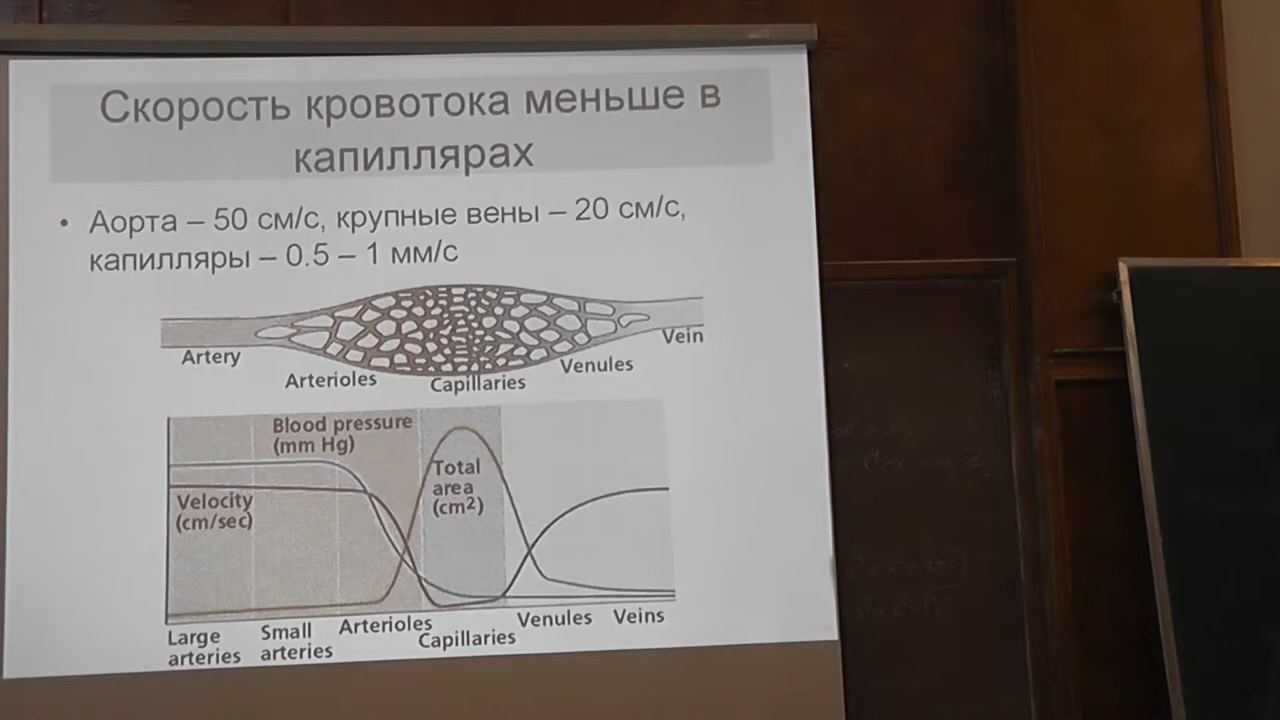 Скорость кровотока меньше в
капиллярах
• Аорта – 50 см/с, крупные вены – 20 см/с,
капилляры – 0.5 – 1 мм/с
Artery
Arterioles
Capillaries
Venules
Vein
Blood pressure
(mm Hg)
Velocity
(cm/sec)
Total
area
(cm2)
Large
arteries
Small
arteries
Arterioles
Capillaries
Venules
Veins